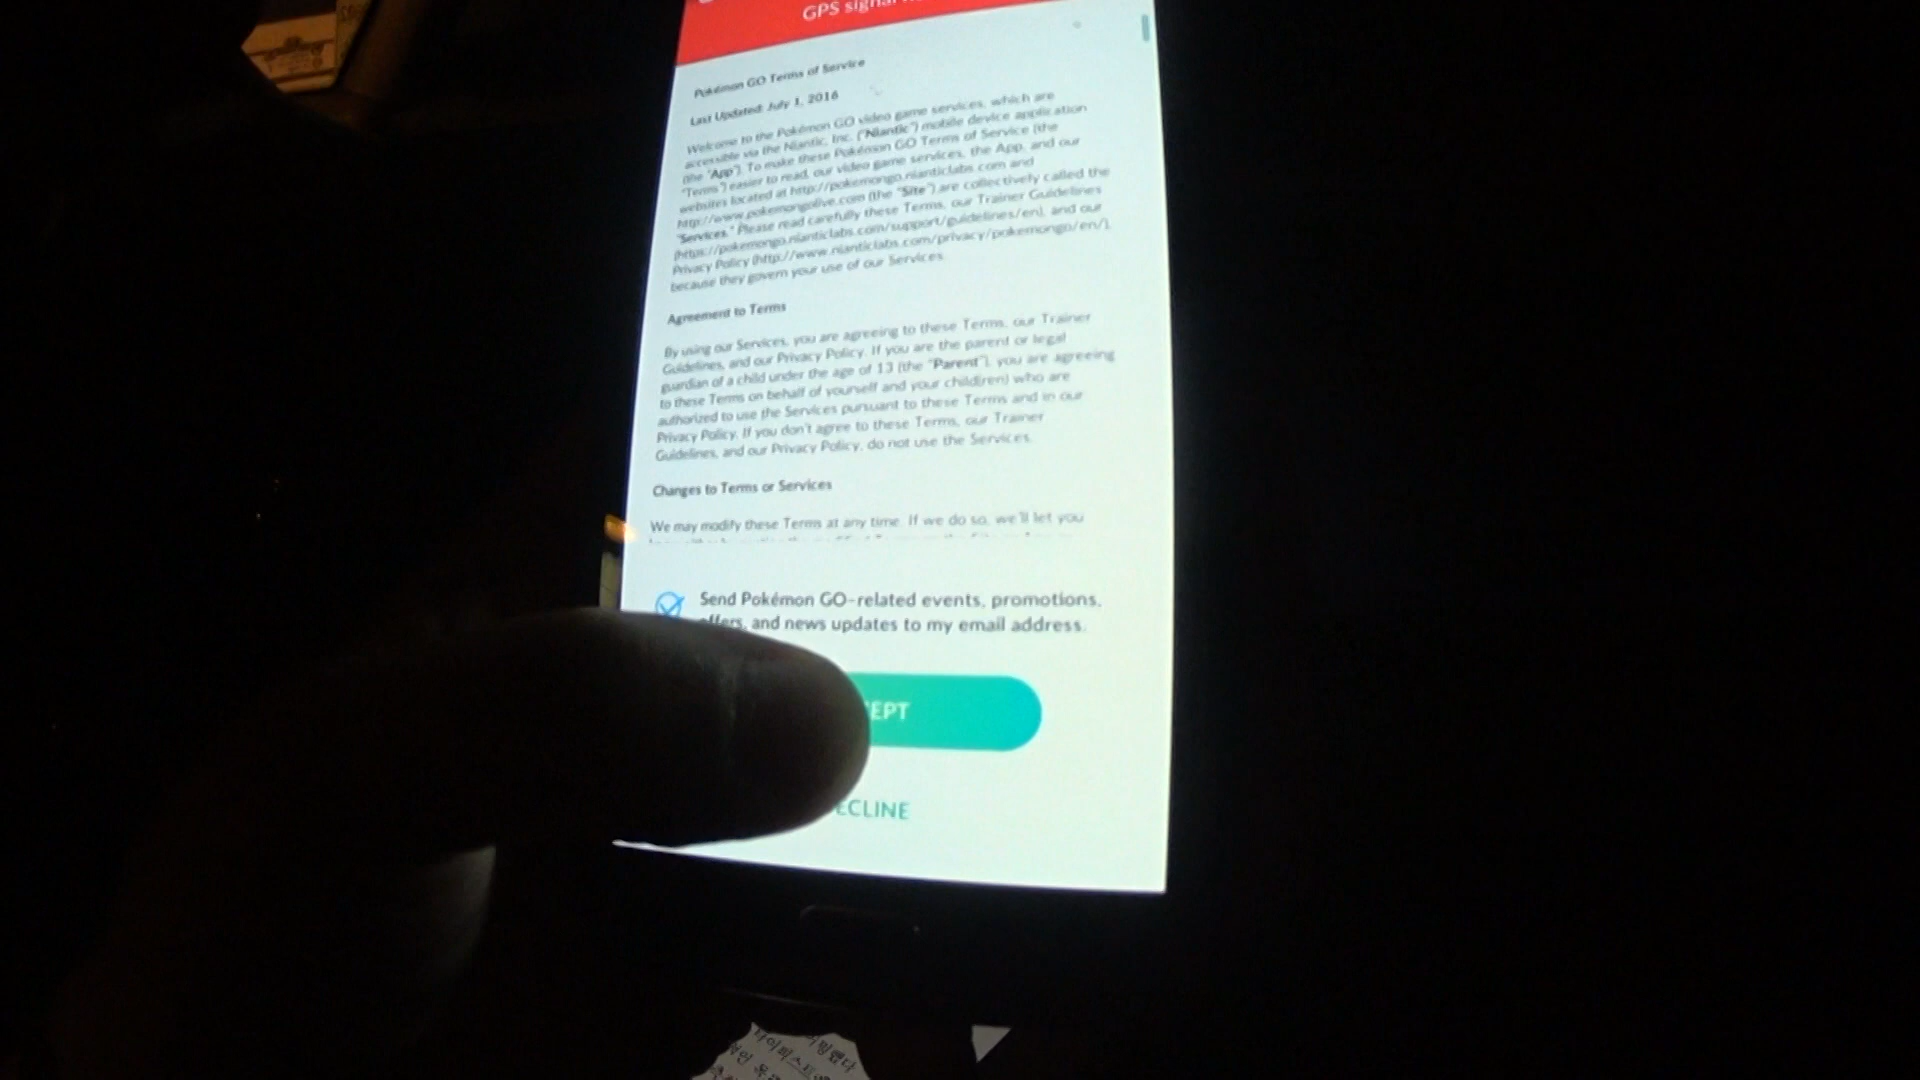 GPS signal
Pokémon GO Terms of Service
Last Updated: July 1, 2016
Welcome to the Pokémon GO video game services, which are
accessible via the Niantic, Inc. ("Niantic") mobile device application
(the "App"). To make these Pokémon GO Terms of Service (the
"Terms") easier to read, our video game services, the App, and our
websites located at http://pokemongo.nianticlabs.com and
http://www.pokemongolive.com (the "Site") are collectively called the
"Services." Please read carefully these Terms, our Trainer Guidelines
(https://pokemongo.nianticlabs.com/support/guidelines/en), and our
Privacy Policy (http://www.nianticlabs.com/privacy/pokemongo/en/),
because they govern your use of our Services.
Agreement to Terms
By using our Services, you are agreeing to these Terms, our Trainer
Guidelines, and our Privacy Policy. If you are the parent or legal
guardian of a child under the age of 13 (the "Parent"), you are agreeing
to these Terms on behalf of yourself and your child(ren) who are
authorized to use the Services pursuant to these Terms and in our
Privacy Policy. If you don't agree to these Terms, our Trainer
Guidelines, and our Privacy Policy, do not use the Services.
Changes to Terms or Services
We may modify these Terms at any time. If we do so, we'll let you
Send Pokémon GO-related events, promotions,
offers, and news updates to my email address.
EPT
ECLINE